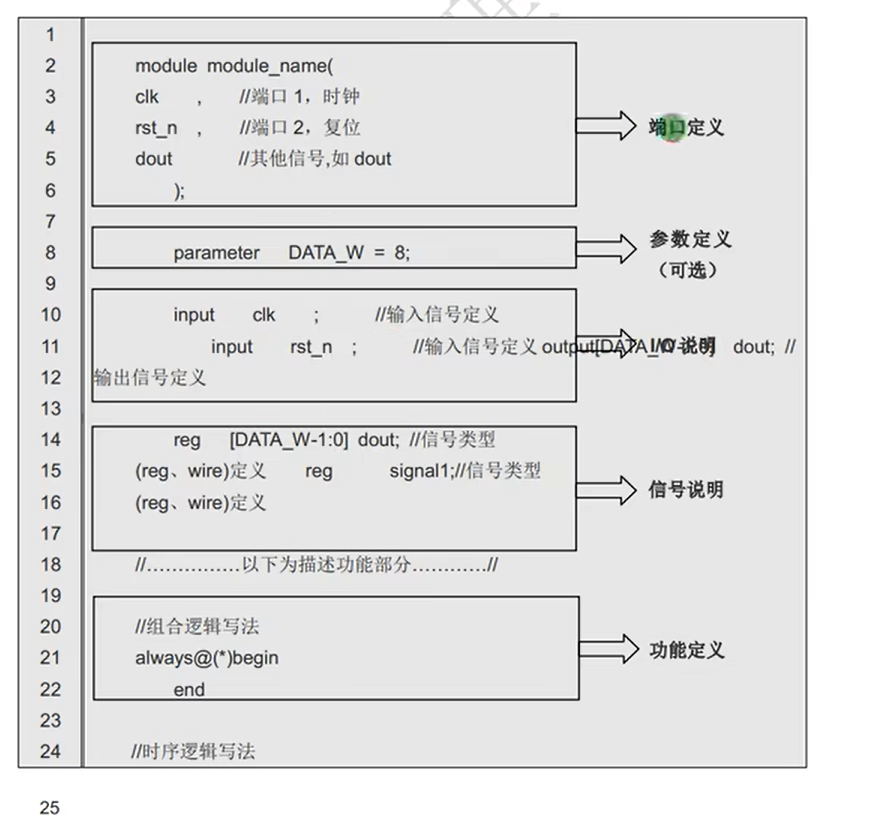 1
2 module module_name(
3 clk , //端口 1，时钟
4 rst_n , //端口 2，复位
端口定义
5 dout //其他信号,如 dout
6 );
7
参数定义
8 parameter DATA_W = 8;
（可选）
9
10 input clk ; //输入信号定义
11 input rst_n ; //输入信号定义 output[DATA_W-1:0] dout; //
I/O 说明
12 输出信号定义
13
14 reg [DATA_W-1:0] dout; //信号类型
15 (reg、wire)定义 reg signal1;//信号类型
信号说明
16 (reg、wire)定义
17
18 //……………以下为描述功能部分…………//
19
20 //组合逻辑写法
21 always@(*)begin
功能定义
22 end
23
24 //时序逻辑写法
25